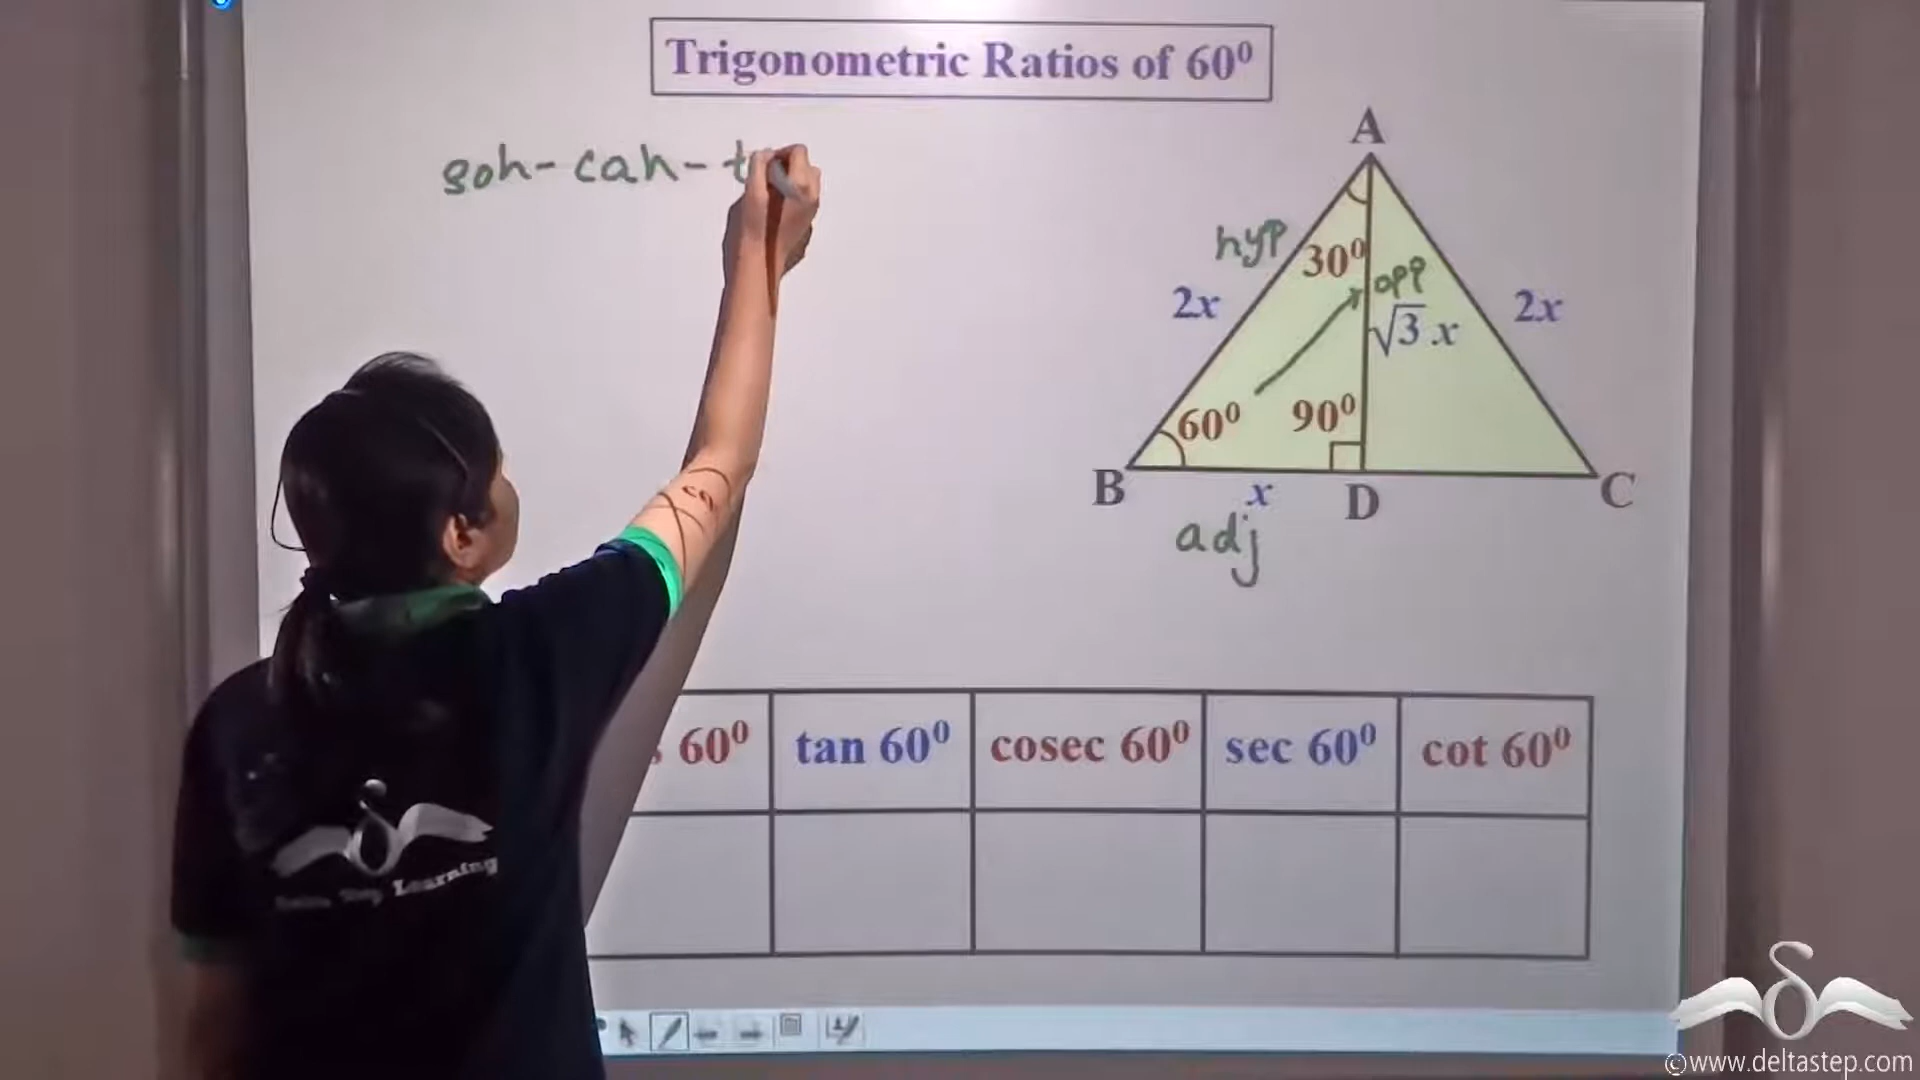 Trigonometric Ratios of 60⁰
soh-cah-t
A
hyp
30⁰
opp
2x
√3 x
2x
60⁰
90⁰
B
x
D
C
adj
60⁰ tan 60⁰ cosec 60⁰ sec 60⁰ cot 60⁰
Learning
©www.deltastep.com